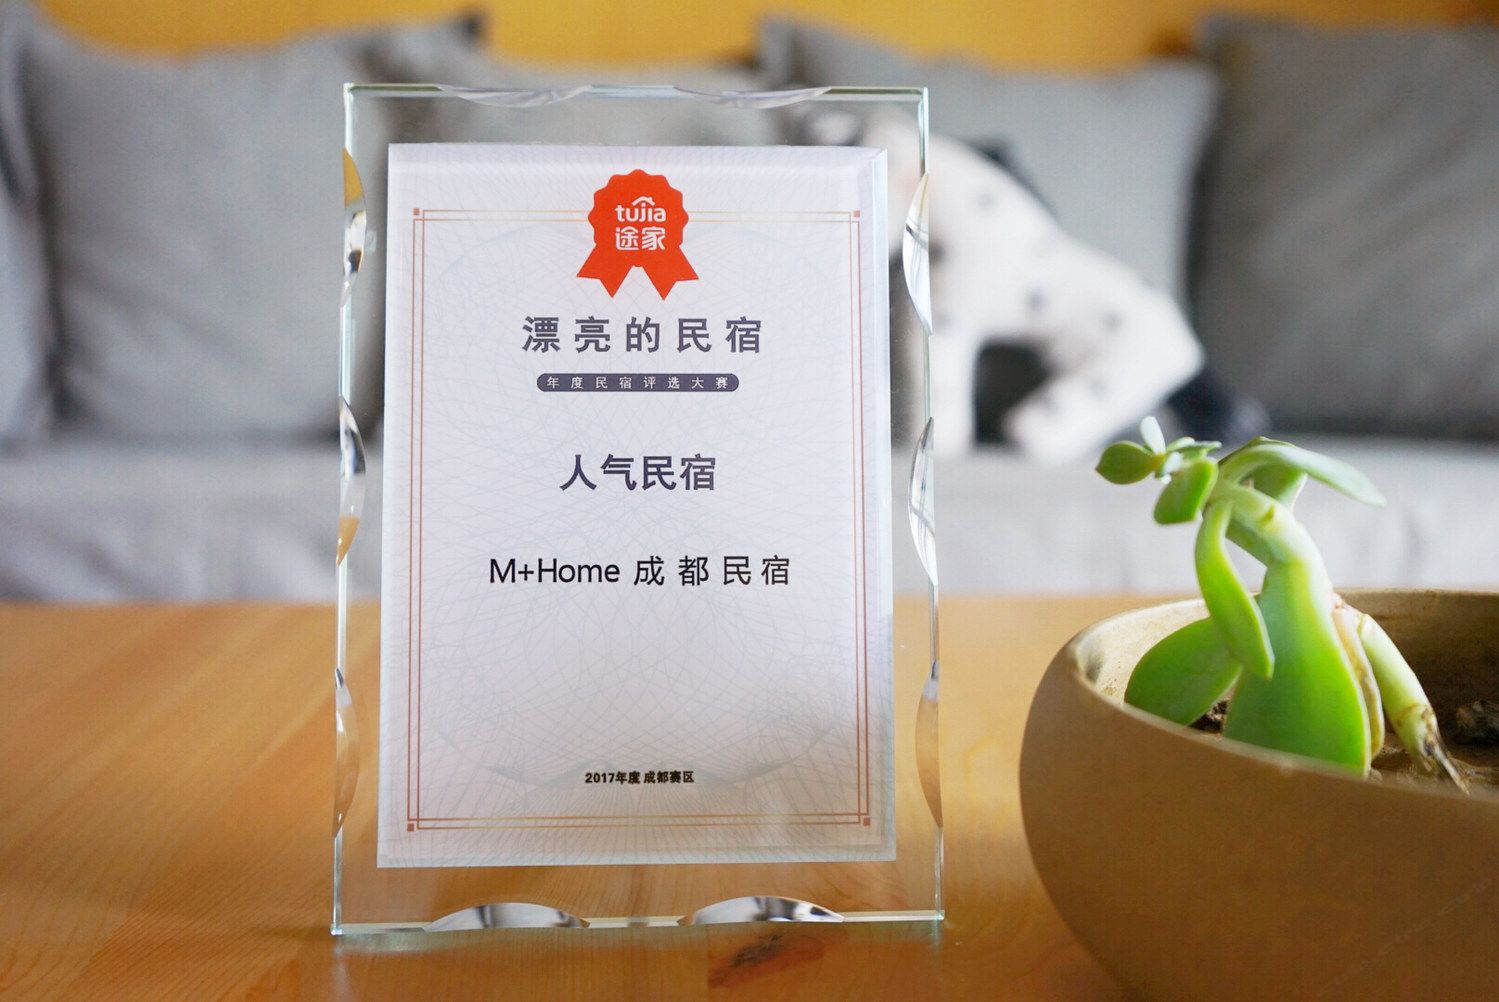 tujia
途家
漂亮的民宿
年度民宿评选大赛
人气民宿
M+Home 成都民宿
2017年度 成都赛区